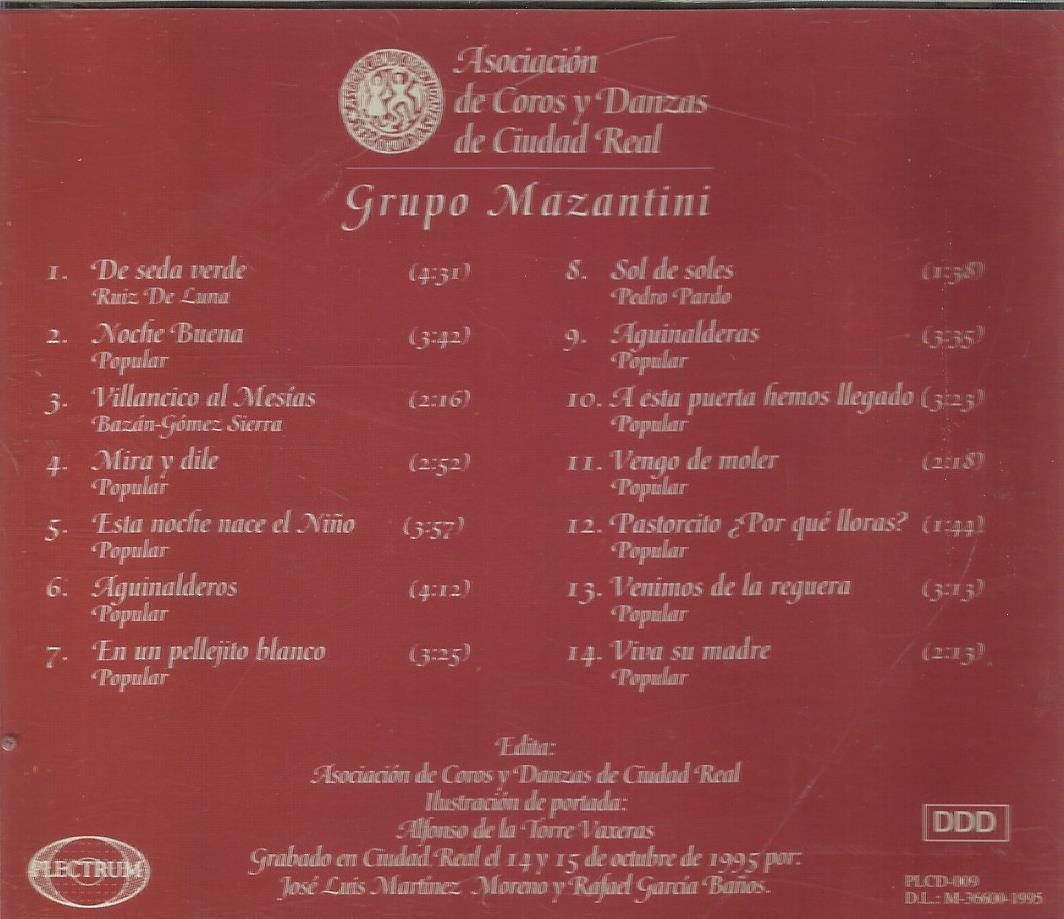 Asociación
de Coros y Danzas
de Ciudad Real
Grupo Mazantini
1. De seda verde (4:31)
Ruiz De Luna
2. Noche Buena (3:42)
Popular
3. Villancico al Mesías (2:16)
Bazán-Gómez Sierra
4. Mira y dile (2:52)
Popular
5. Esta noche nace el Niño (3:57)
Popular
6. Aguinalderos (4:12)
Popular
7. En un pellejito blanco (3:25)
Popular
8. Sol de soles (1:38)
Pedro Pardo
9. Aguinalderas (3:35)
Popular
10. A ésta puerta hemos llegado (3:23)
Popular
11. Vengo de moler (2:18)
Popular
12. Pastorcito ¿Por qué lloras? (1:44)
Popular
13. Venimos de la reguera (3:13)
Popular
14. Viva su madre (2:13)
Popular
Edita:
Asociación de Coros y Danzas de Ciudad Real
Ilustración de portada:
Alfonso de la Torre Vaxeras
Grabado en Ciudad Real el 14 y 15 de octubre de 1995 por:
José Luis Martínez Moreno y Rafael García Baños.
PLECTRUM
DDD
PLCD-009
D.L.: M-36600-1995